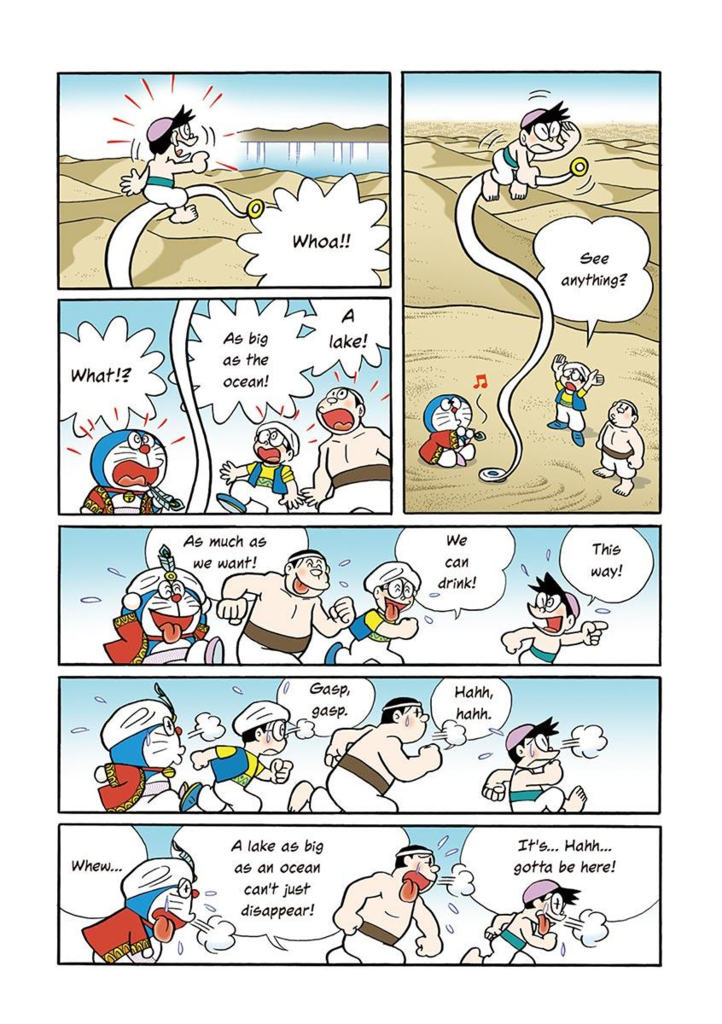 See
anything?
Whoa!!
A
lake!
As big
as the
ocean!
What!?
This
way!
We
can
drink!
As much as
we want!
Hahh,
hahh.
Gasp,
gasp.
It's... Hahh...
gotta be here!
A lake as big
as an ocean
can't just
disappear!
Whew...